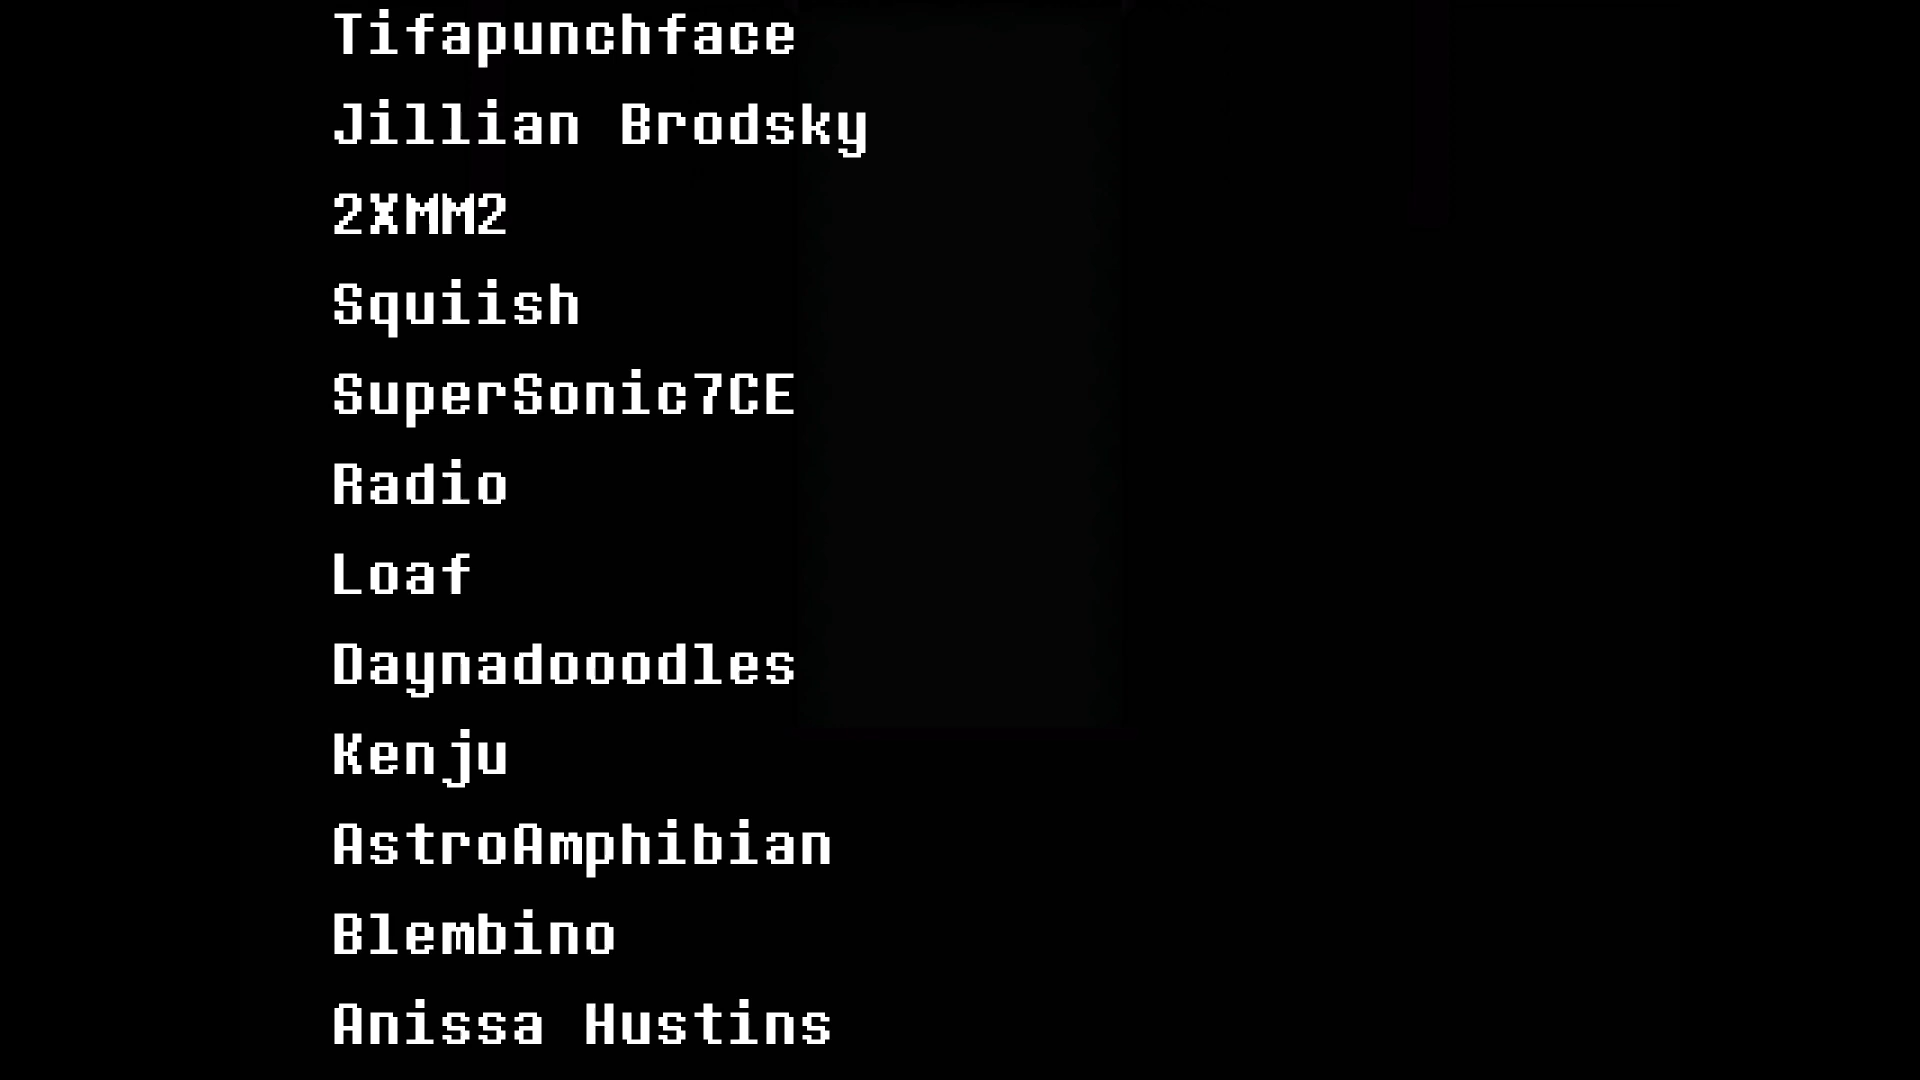 Tifapunchface
Jillian Brodsky
2XMM2
Squiish
SuperSonic7CE
Radio
Loaf
Daynadooodles
Kenju
AstroAmphibian
Blembino
Anissa Hustins